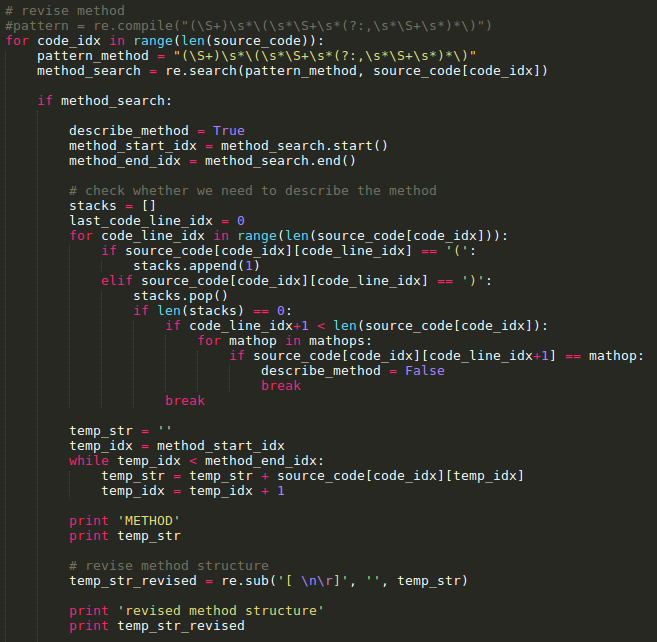 # revise method
#pattern = re.compile("(\S+)\s*\(\s*\S+\s*(?:,\s*\S+\s*)*\)")
for code_idx in range(len(source_code)):
    pattern_method = "(\S+)\s*\(\s*\S+\s*(?:,\s*\S+\s*)*\)"
    method_search = re.search(pattern_method, source_code[code_idx])
    if method_search:
        describe_method = True
        method_start_idx = method_search.start()
        method_end_idx = method_search.end()
        # check whether we need to describe the method
        stacks = []
        last_code_line_idx = 0
        for code_line_idx in range(len(source_code[code_idx])):
            if source_code[code_idx][code_line_idx] == '(':
                stacks.append(1)
            elif source_code[code_idx][code_line_idx] == ')':
                stacks.pop()
                if len(stacks) == 0:
                    if code_line_idx+1 < len(source_code[code_idx]):
                        for mathop in mathops:
                            if source_code[code_idx][code_line_idx+1] == mathop:
                                describe_method = False
                                break
                    break
        temp_str = ''
        temp_idx = method_start_idx
        while temp_idx < method_end_idx:
            temp_str = temp_str + source_code[code_idx][temp_idx]
            temp_idx = temp_idx + 1
        print 'METHOD'
        print temp_str
        # revise method structure
        temp_str_revised = re.sub('[ \n\r]', '', temp_str)
        print 'revised method structure'
        print temp_str_revised